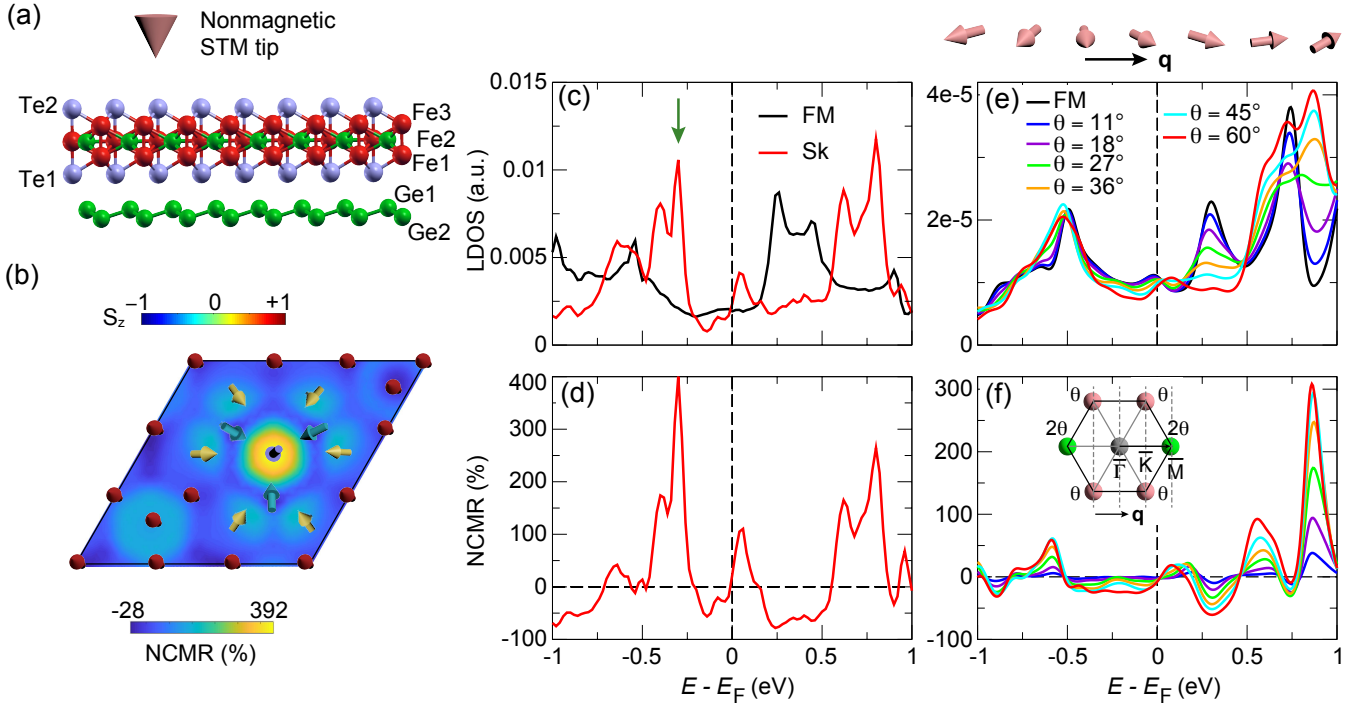 (a)
Nonmagnetic
STM tip
Te2
Fe3
Fe2
Fe1
Te1
Ge1
Ge2
(b)
S_z
−1 0 +1
-28 392
NCMR (%)
(c)
FM
Sk
LDOS (a.u.)
0.015
0.01
0.005
0
(d)
NCMR (%)
400
300
200
100
0
-100
-1 -0.5 0 0.5 1
E - E_F (eV)
q
(e)
FM
θ = 11°
θ = 18°
θ = 27°
θ = 36°
θ = 45°
θ = 60°
4e-5
2e-5
0
(f)
θ θ
2θ 2θ
Γ̅ K̅ M̅
θ θ
q
300
200
100
0
-100
-1 -0.5 0 0.5 1
E - E_F (eV)